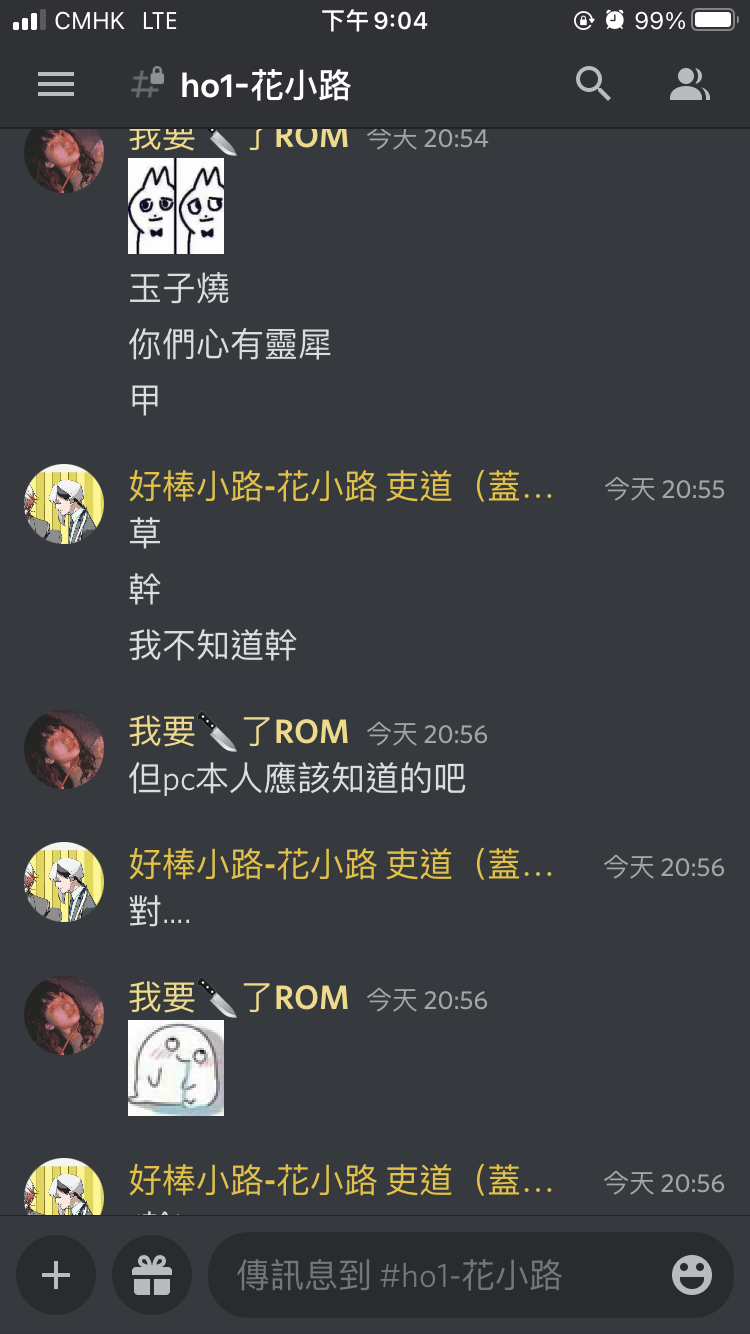 CMHK LTE 下午9:04 99%
# ho1-花小路
我要🔪了ROM 今天 20:54
玉子燒
你們心有靈犀
甲
好棒小路-花小路 吏道（蓋… 今天 20:55
草
幹
我不知道幹
我要🔪了ROM 今天 20:56
但pc本人應該知道的吧
好棒小路-花小路 吏道（蓋… 今天 20:56
對....
我要🔪了ROM 今天 20:56
好棒小路-花小路 吏道（蓋… 今天 20:56
傳訊息到 #ho1-花小路